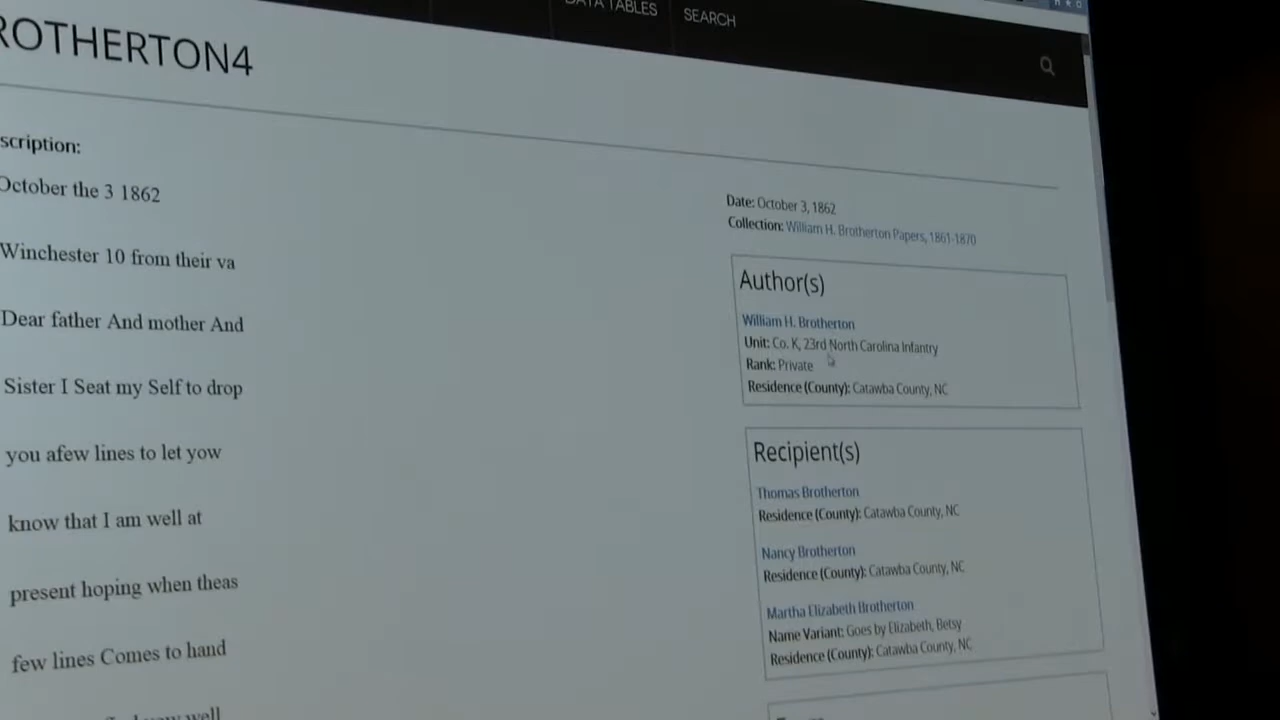 DATA TABLES
SEARCH
ROTHERTON4
scription:
October the 3 1862
Winchester 10 from their va
Dear father And mother And
Sister I Seat my Self to drop
you afew lines to let yow
know that I am well at
present hoping when theas
few lines Comes to hand
well
Date: October 3, 1862
Collection: William H. Brotherton Papers, 1861-1870
Author(s)
William H. Brotherton
Unit: Co. K, 23rd North Carolina Infantry
Rank: Private
Residence (County): Catawba County, NC
Recipient(s)
Thomas Brotherton
Residence (County): Catawba County, NC
Nancy Brotherton
Residence (County): Catawba County, NC
Martha Elizabeth Brotherton
Name Variant: Goes by Elizabeth, Betsy
Residence (County): Catawba County, NC